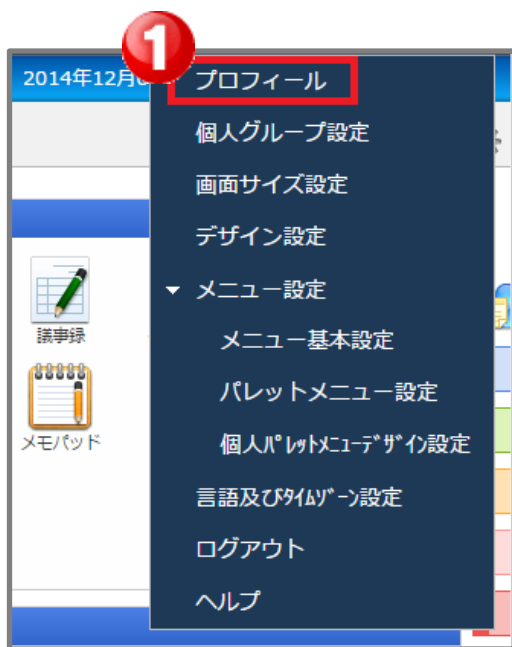 1
2014年12月
プロフィール
個人グループ設定
画面サイズ設定
デザイン設定
メニュー設定
議事録
メニュー基本設定
パレットメニュー設定
メモパッド
個人ﾊﾟﾚｯﾄﾒﾆｭｰﾃﾞｻﾞｲﾝ設定
言語及びﾀｲﾑｿﾞｰﾝ設定
ログアウト
ヘルプ